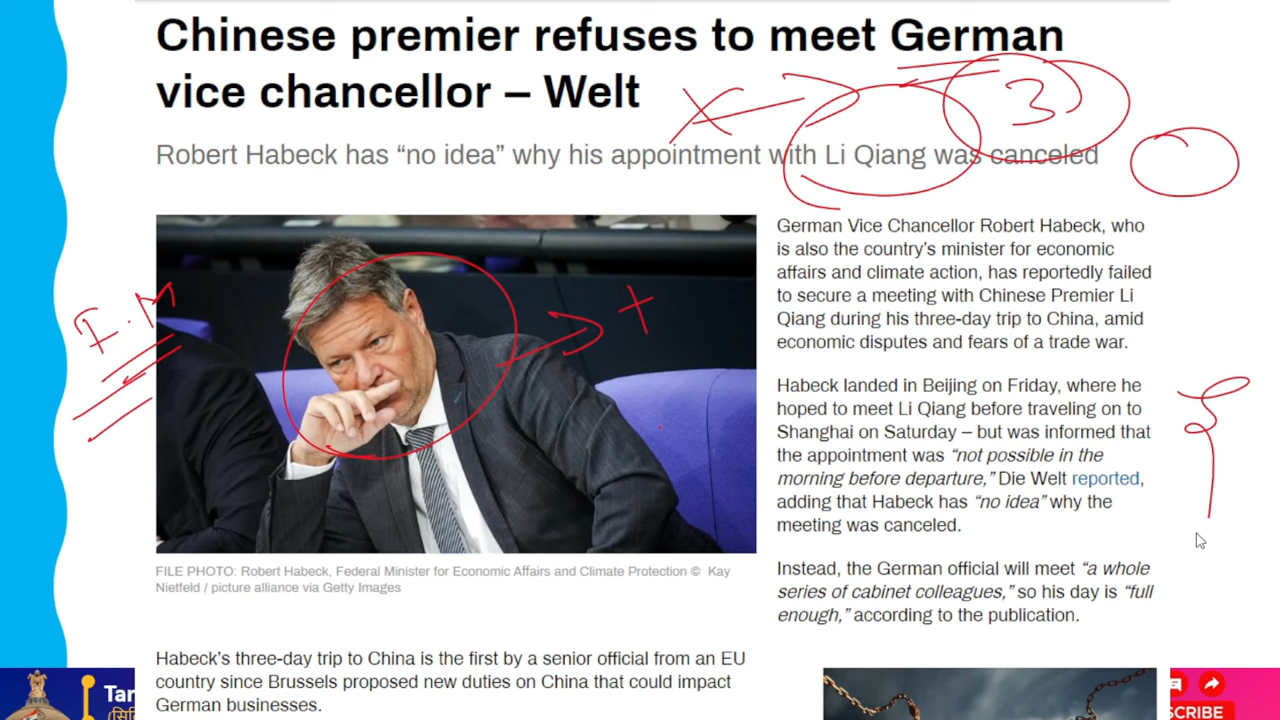 Chinese premier refuses to meet German
vice chancellor – Welt
3
Robert Habeck has “no idea” why his appointment with Li Qiang was canceled
F.M
+
German Vice Chancellor Robert Habeck, who
is also the country’s minister for economic
affairs and climate action, has reportedly failed
to secure a meeting with Chinese Premier Li
Qiang during his three-day trip to China, amid
economic disputes and fears of a trade war.
Habeck landed in Beijing on Friday, where he
hoped to meet Li Qiang before traveling on to
Shanghai on Saturday – but was informed that
the appointment was “not possible in the
morning before departure,” Die Welt reported,
adding that Habeck has “no idea” why the
meeting was canceled.
Instead, the German official will meet “a whole
series of cabinet colleagues,” so his day is “full
enough,” according to the publication.
FILE PHOTO: Robert Habeck, Federal Minister for Economic Affairs and Climate Protection © Kay
Nietfeld / picture alliance via Getty Images
Habeck’s three-day trip to China is the first by a senior official from an EU
country since Brussels proposed new duties on China that could impact
German businesses.
Tar
SCRIBE